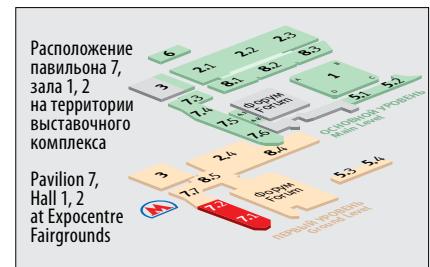 Расположение
павильона 7,
зала 1, 2
на территории
выставочного
комплекса
Pavilion 7,
Hall 1, 2
at Expocentre
Fairgrounds
6
2.1 2.2 2.3
3
8.1 8.2 8.3
1
A B C D
7.3
7.4
7.5
7.6
Форум
Forum
5.1 5.2
ОСНОВНОЙ УРОВЕНЬ
Main Level
3
2.4 8.4
8.5
7.7
7.2
7.1
Форум
Forum
5.3 5.4
ПЕРВЫЙ УРОВЕНЬ
Ground Level
М